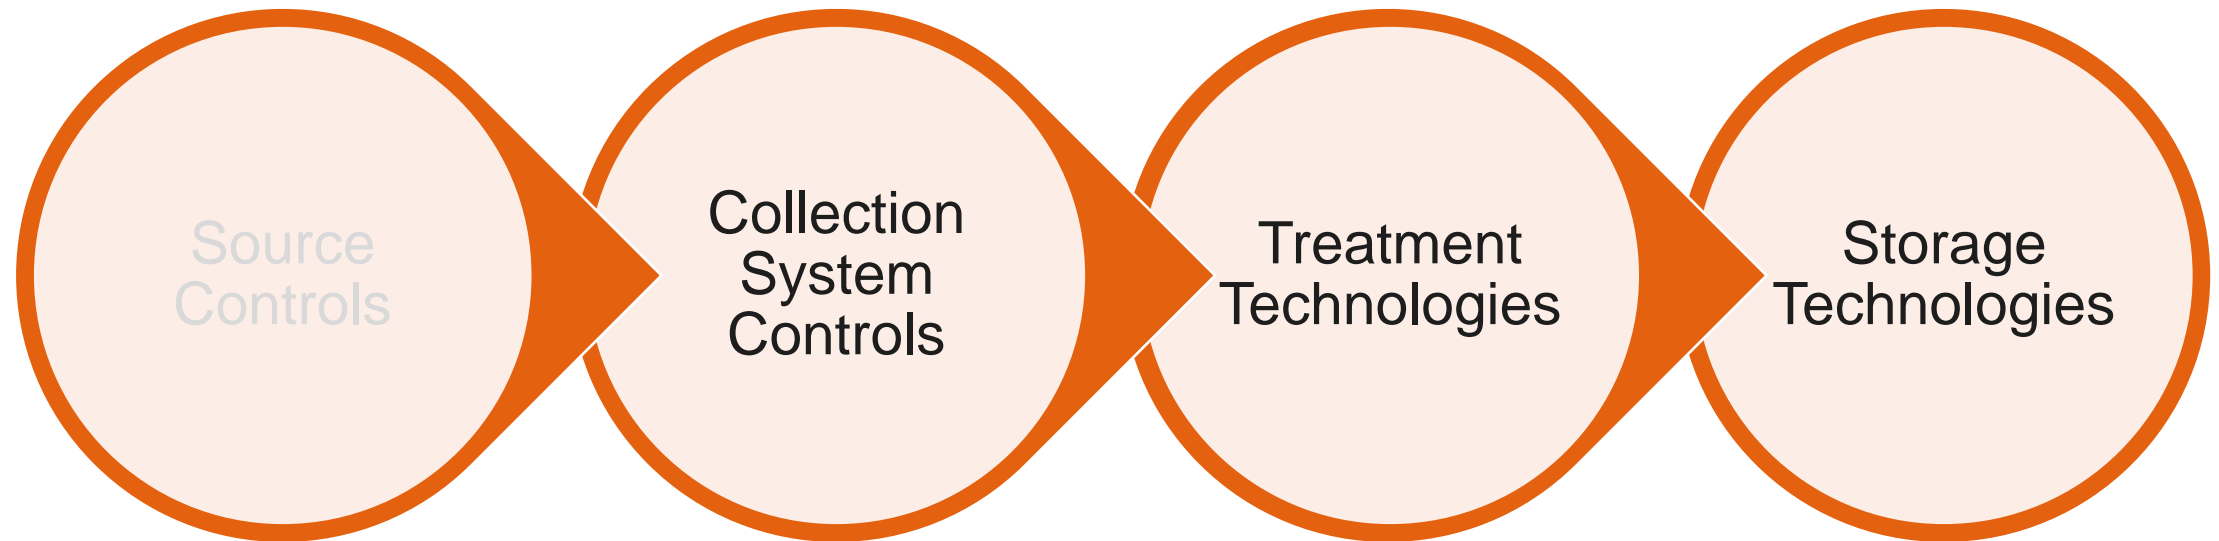 Source
Controls
Collection
System
Controls
Treatment
Technologies
Storage
Technologies